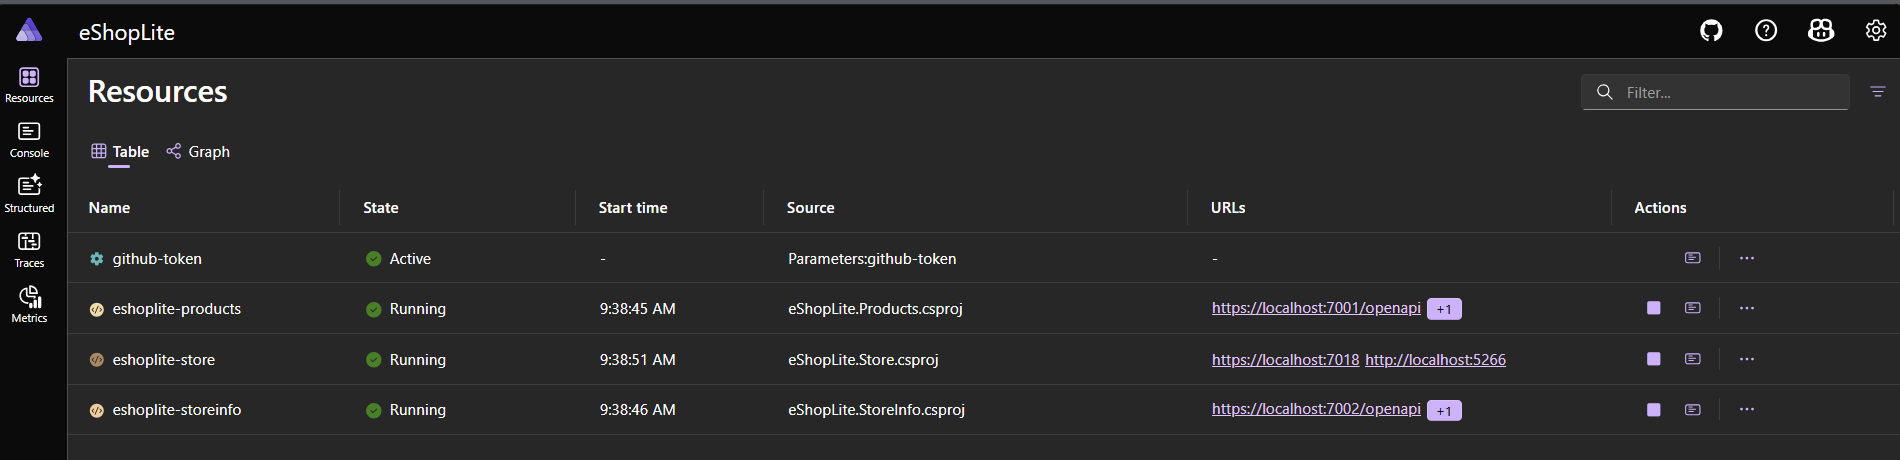 eShopLite
Resources
Console
Structured
Traces
Metrics
Resources
Filter...
Table Graph
Name State Start time Source URLs Actions
github-token Active - Parameters:github-token -
eshoplite-products Running 9:38:45 AM eShopLite.Products.csproj https://localhost:7001/openapi +1
eshoplite-store Running 9:38:51 AM eShopLite.Store.csproj https://localhost:7018 http://localhost:5266
eshoplite-storeinfo Running 9:38:46 AM eShopLite.StoreInfo.csproj https://localhost:7002/openapi +1